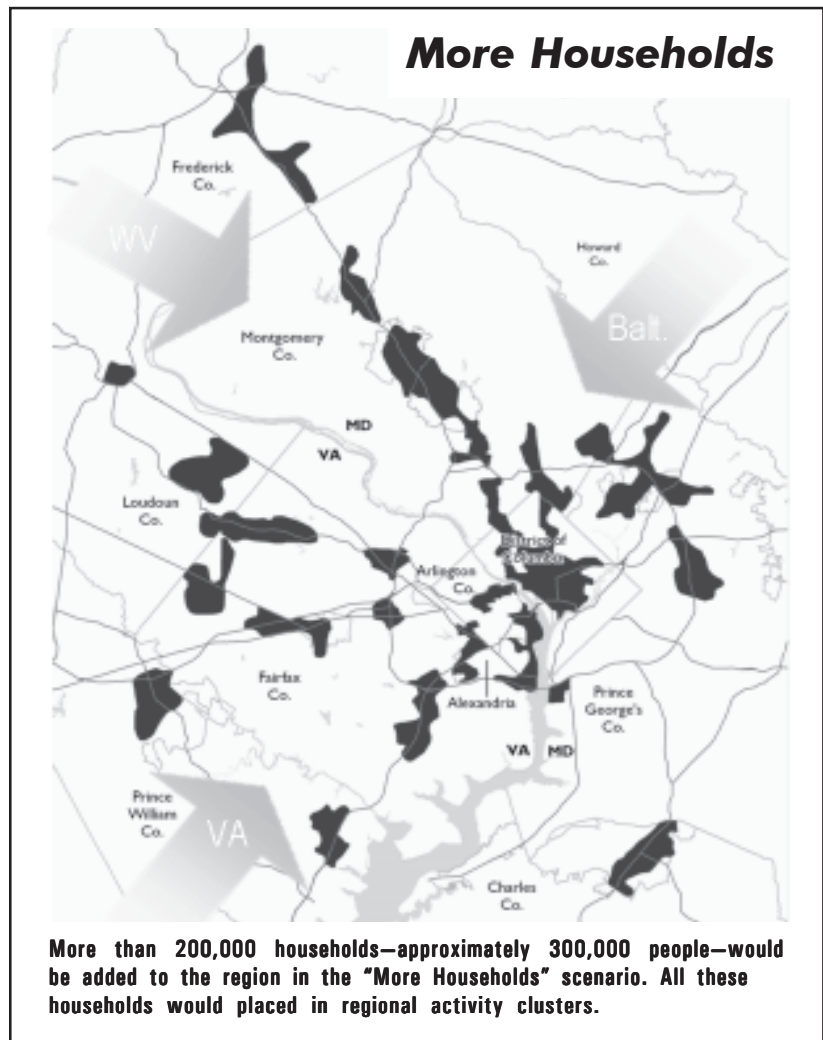 More Households
Frederick
Co.
WV
Howard
Co.
Balt.
Montgomery
Co.
MD
VA
Loudoun
Co.
District of
Columbia
Arlington
Co.
Fairfax
Co.
Alexandria
Prince
George's
Co.
VA MD
Prince
William
Co.
VA
Charles
Co.
More than 200,000 households—approximately 300,000 people—would
be added to the region in the "More Households" scenario. All these
households would placed in regional activity clusters.